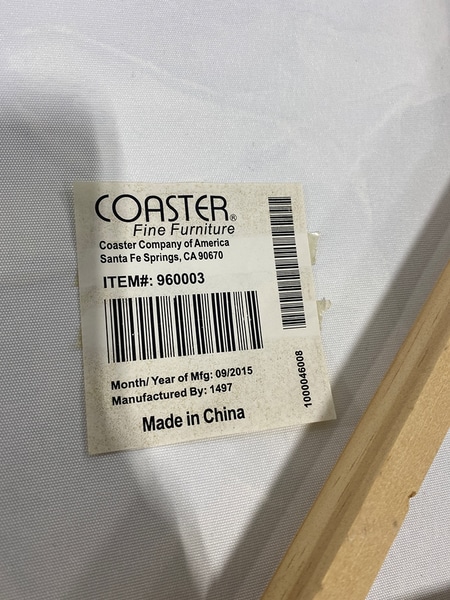 COASTER®
Fine Furniture
Coaster Company of America
Santa Fe Springs, CA 90670
ITEM#: 960003
Month/ Year of Mfg: 09/2015
Manufactured By: 1497
Made in China
1000046008